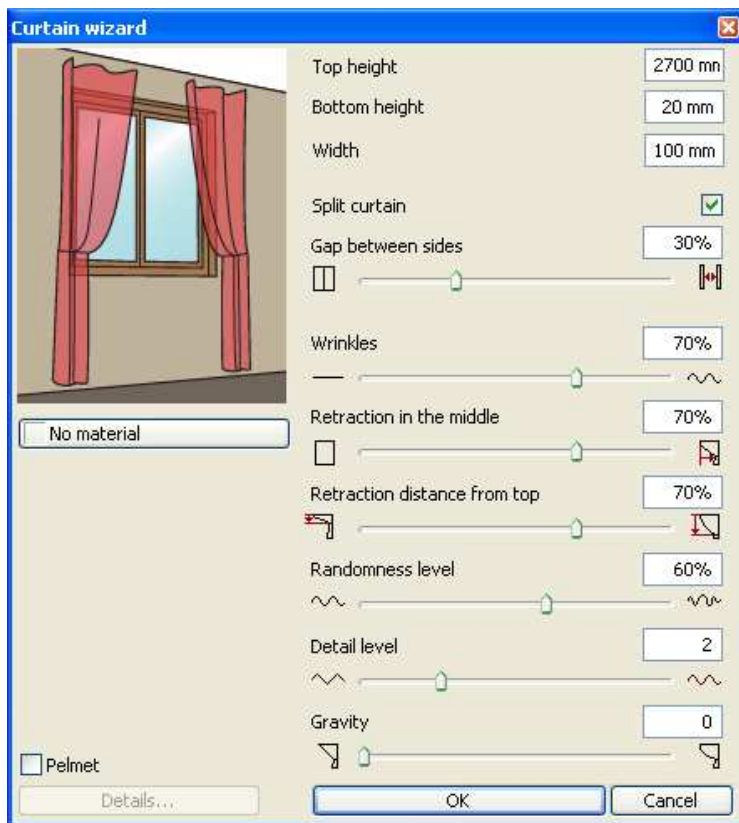 Curtain wizard
Top height 2700 mn
Bottom height 20 mm
Width 100 mm
Split curtain
Gap between sides 30%
Wrinkles 70%
No material
Retraction in the middle 70%
Retraction distance from top 70%
Randomness level 60%
Detail level 2
Gravity 0
Pelmet
Details... OK Cancel